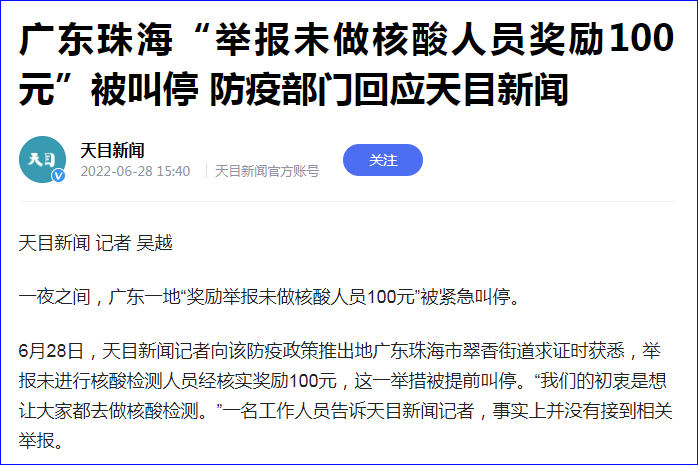 广东珠海“举报未做核酸人员奖励100
元”被叫停 防疫部门回应天目新闻
天目
天目新闻
V
2022-06-28 15:40
天目新闻官方账号
关注
天目新闻 记者 吴越
一夜之间，广东一地“奖励举报未做核酸人员100元”被紧急叫停。
6月28日，天目新闻记者向该防疫政策推出地广东珠海市翠香街道求证时获悉，举
报未进行核酸检测人员经核实奖励100元，这一举措被提前叫停。“我们的初衷是想
让大家都去做核酸检测。”一名工作人员告诉天目新闻记者，事实上并没有接到相关
举报。